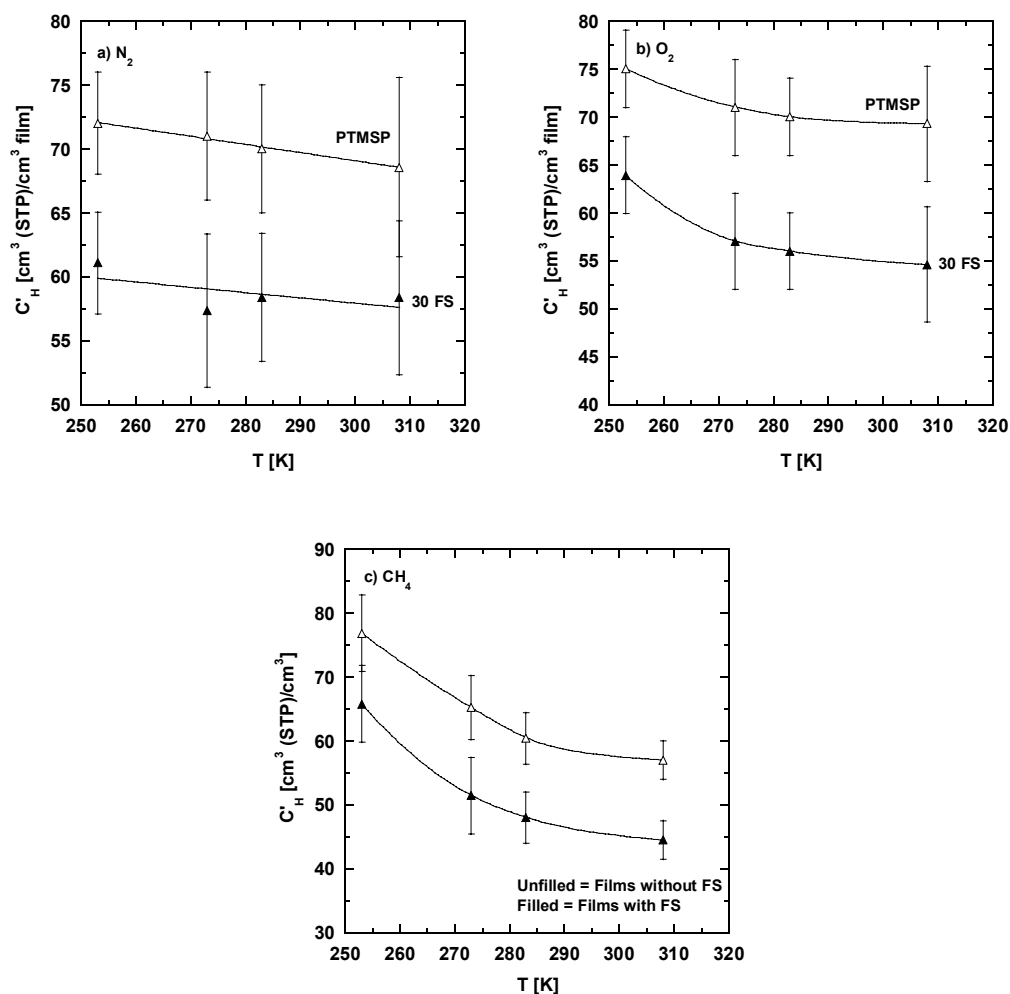 a) N₂
PTMSP
30 FS
C'H [cm³ (STP)/cm³ film]
80
75
70
65
60
55
50
250 260 270 280 290 300 310 320
T [K]
b) O₂
PTMSP
30 FS
C'H [cm³ (STP)/cm³ film]
80
75
70
65
60
55
50
45
40
250 260 270 280 290 300 310 320
T [K]
c) CH₄
C'H [cm³ (STP)/cm³]
90
80
70
60
50
40
30
Unfilled = Films without FS
Filled = Films with FS
250 260 270 280 290 300 310 320
T [K]